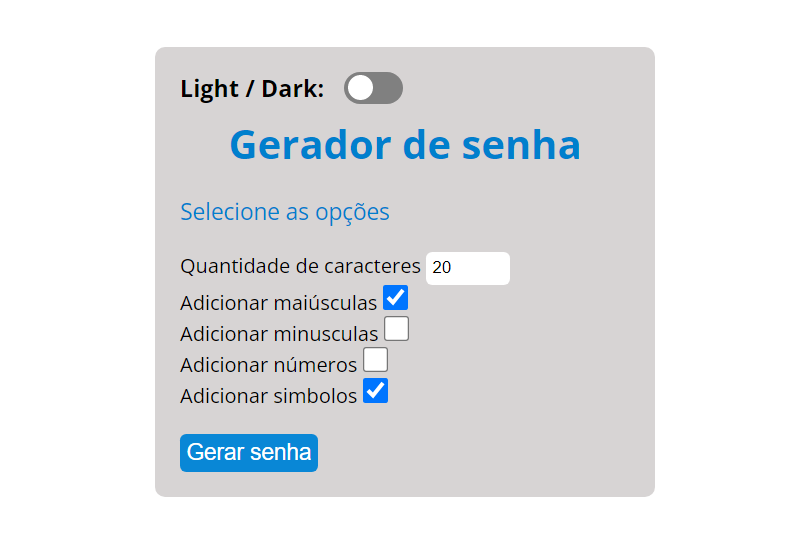 Light / Dark:
Gerador de senha
Selecione as opções
Quantidade de caracteres 20
Adicionar maiúsculas
Adicionar minusculas
Adicionar números
Adicionar simbolos
Gerar senha